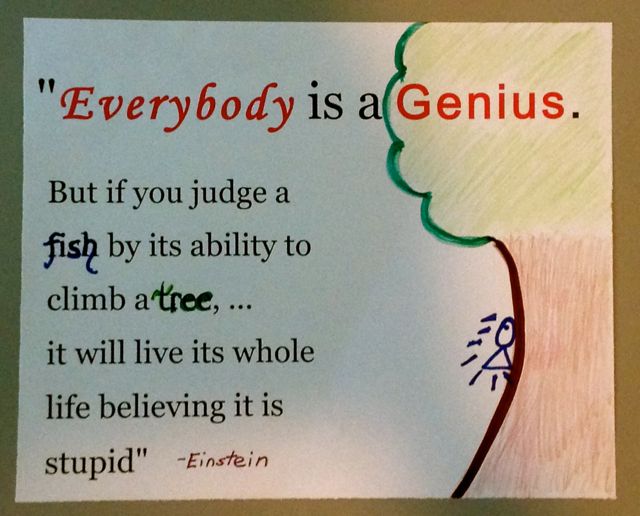 "Everybody is a Genius.
But if you judge a
fish by its ability to
climb a tree, ...
it will live its whole
life believing it is
stupid" -Einstein